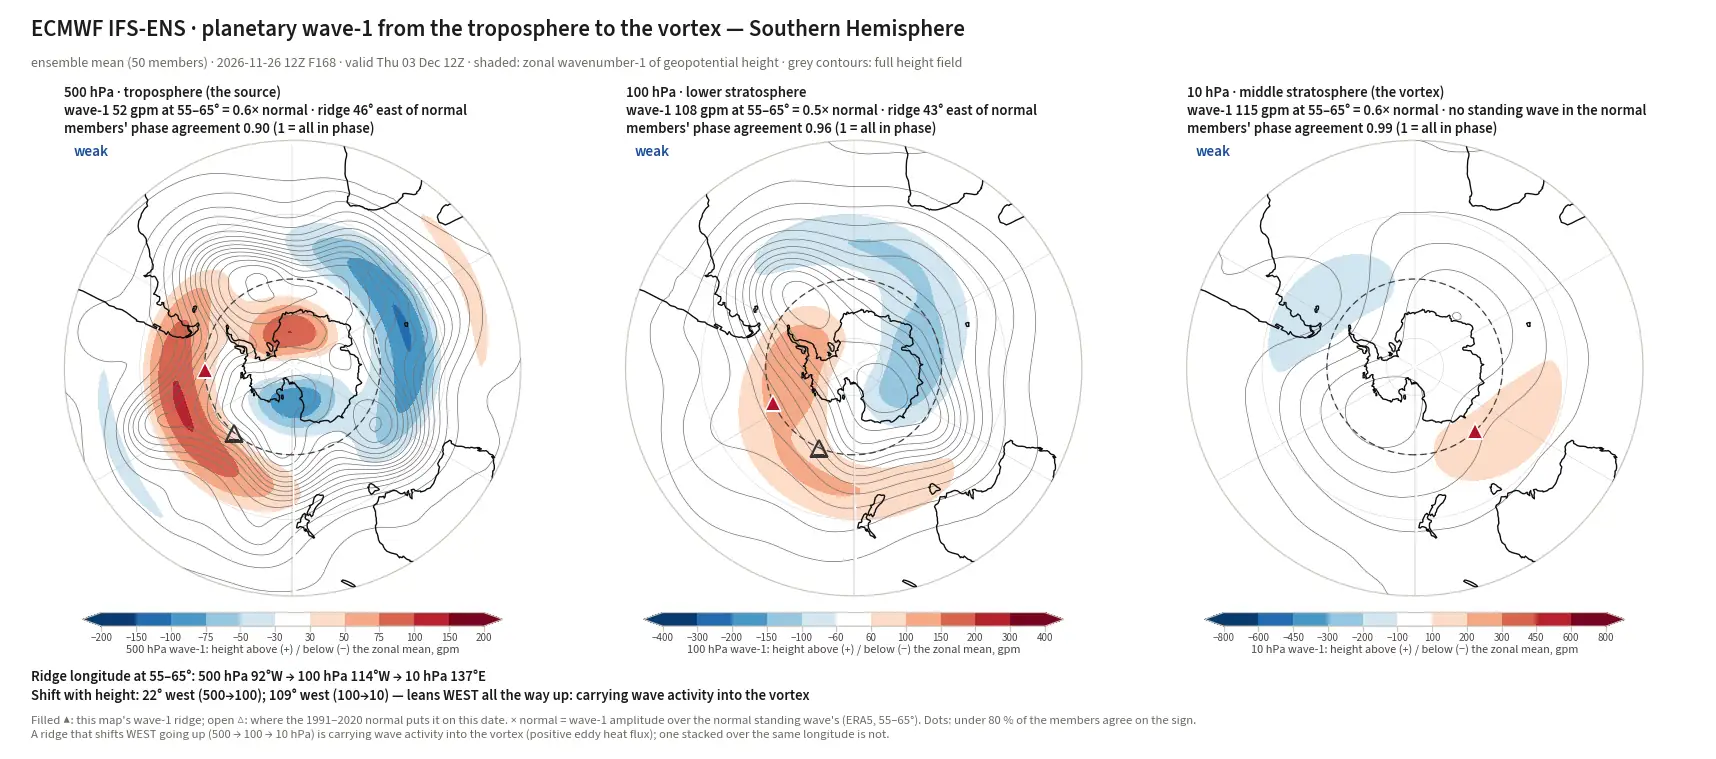 ECMWF IFS-ENS · planetary wave-1 from the troposphere to the vortex — Southern Hemisphere
ensemble mean (50 members) · 2026-11-26 12Z F168 · valid Thu 03 Dec 12Z · shaded: zonal wavenumber-1 of geopotential height · grey contours: full height field
500 hPa · troposphere (the source)
wave-1 52 gpm at 55–65° = 0.6× normal · ridge 46° east of normal
members' phase agreement 0.90 (1 = all in phase)
weak
100 hPa · lower stratosphere
wave-1 108 gpm at 55–65° = 0.5× normal · ridge 43° east of normal
members' phase agreement 0.96 (1 = all in phase)
weak
10 hPa · middle stratosphere (the vortex)
wave-1 115 gpm at 55–65° = 0.6× normal · no standing wave in the normal
members' phase agreement 0.99 (1 = all in phase)
weak
−200 −150 −100 −75 −50 −30 30 50 75 100 150 200
500 hPa wave-1: height above (+) / below (−) the zonal mean, gpm
−400 −300 −200 −150 −100 −60 60 100 150 200 300 400
100 hPa wave-1: height above (+) / below (−) the zonal mean, gpm
−800 −600 −450 −300 −200 −100 100 200 300 450 600 800
10 hPa wave-1: height above (+) / below (−) the zonal mean, gpm
Ridge longitude at 55–65°: 500 hPa 92°W → 100 hPa 114°W → 10 hPa 137°E
Shift with height: 22° west (500→100); 109° west (100→10) — leans WEST all the way up: carrying wave activity into the vortex
Filled ▲: this map's wave-1 ridge; open △: where the 1991–2020 normal puts it on this date. × normal = wave-1 amplitude over the normal standing wave's (ERA5, 55–65°). Dots: under 80 % of the members agree on the sign.
A ridge that shifts WEST going up (500 → 100 → 10 hPa) is carrying wave activity into the vortex (positive eddy heat flux); one stacked over the same longitude is not.